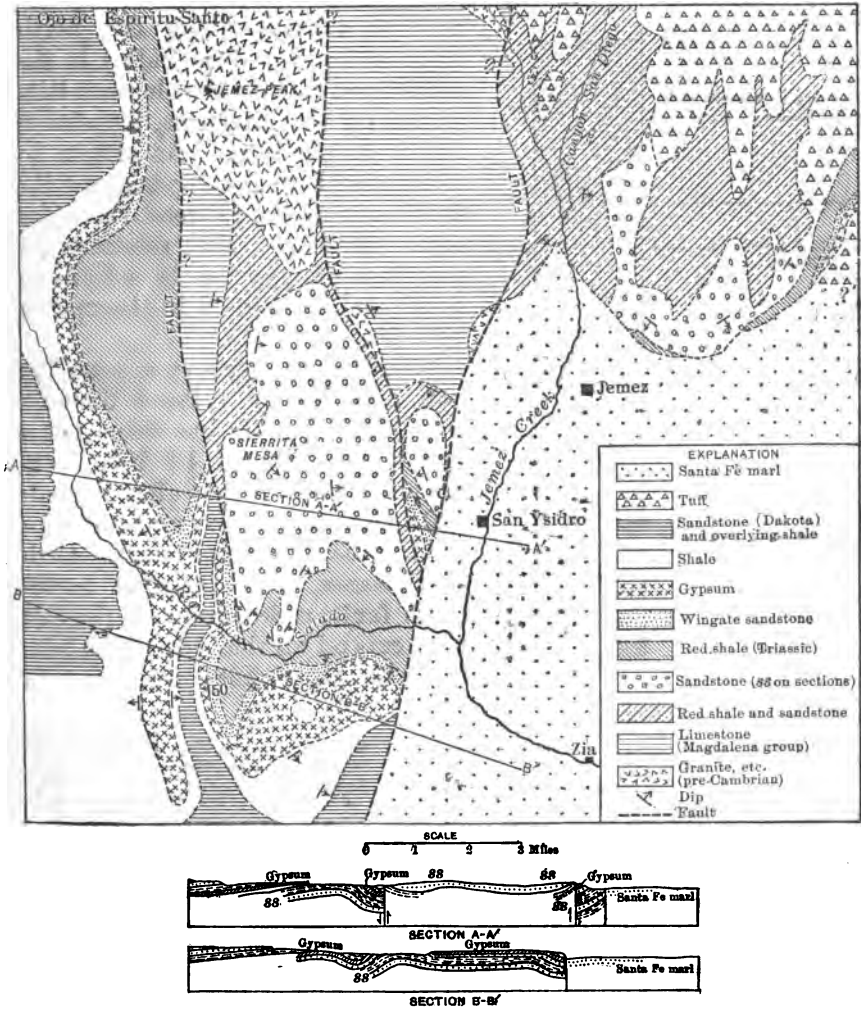 Ojo de Espiritu Santo
JEMEZ PEAK
Canyon San Diego
FAULT
FAULT
FAULT
Jemez
Creek
Jemez
SIERRITA
MESA
A
SECTION A-A'
San Ysidro
A'
B
Salado
50
SECTION B-B'
B'
Zia
EXPLANATION
Santa Fe marl
Tuff
Sandstone (Dakota)
and overlying shale
Shale
Gypsum
Wingate sandstone
Red shale (Triassic)
Sandstone (SS on sections)
Red shale and sandstone
Limestone
(Magdalena group)
Granite, etc.
(pre-Cambrian)
Dip
Fault
SCALE
0 1 2 3 Miles
Gypsum Gypsum SS SS Gypsum
SS SS Santa Fe marl
SECTION A-A'
Gypsum Gypsum
SS Santa Fe marl
SECTION B-B'